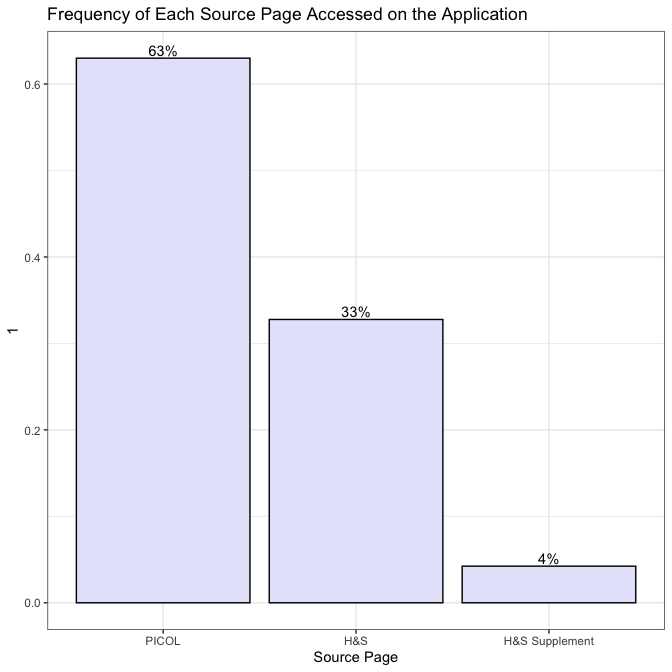 Frequency of Each Source Page Accessed on the Application
63%
0.6
0.4
33%
1
0.2
4%
0.0
PICOL H&S H&S Supplement
Source Page